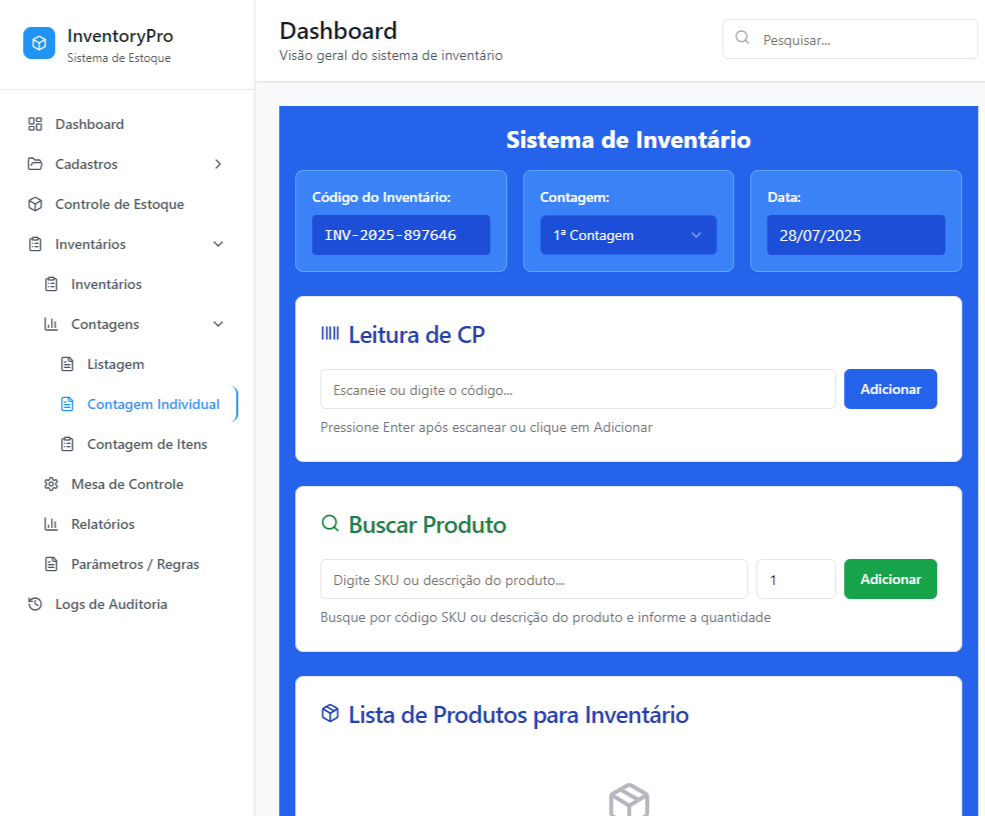 InventoryPro
Sistema de Estoque
Dashboard
Cadastros
Controle de Estoque
Inventários
Inventários
Contagens
Listagem
Contagem Individual
Contagem de Itens
Mesa de Controle
Relatórios
Parâmetros / Regras
Logs de Auditoria
Dashboard
Visão geral do sistema de inventário
Pesquisar...
Sistema de Inventário
Código do Inventário:
INV-2025-897646
Contagem:
1ª Contagem
Data:
28/07/2025
Leitura de CP
Escaneie ou digite o código...
Adicionar
Pressione Enter após escanear ou clique em Adicionar
Buscar Produto
Digite SKU ou descrição do produto...
1
Adicionar
Busque por código SKU ou descrição do produto e informe a quantidade
Lista de Produtos para Inventário